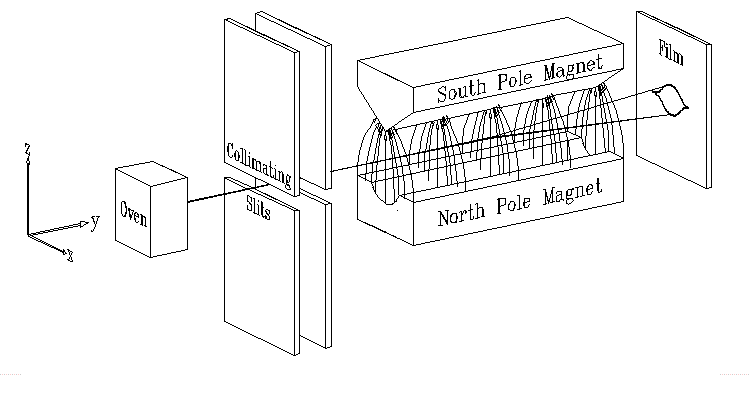 Film
South Pole Magnet
Collimating
Slits
z
y
x
Oven
North Pole Magnet